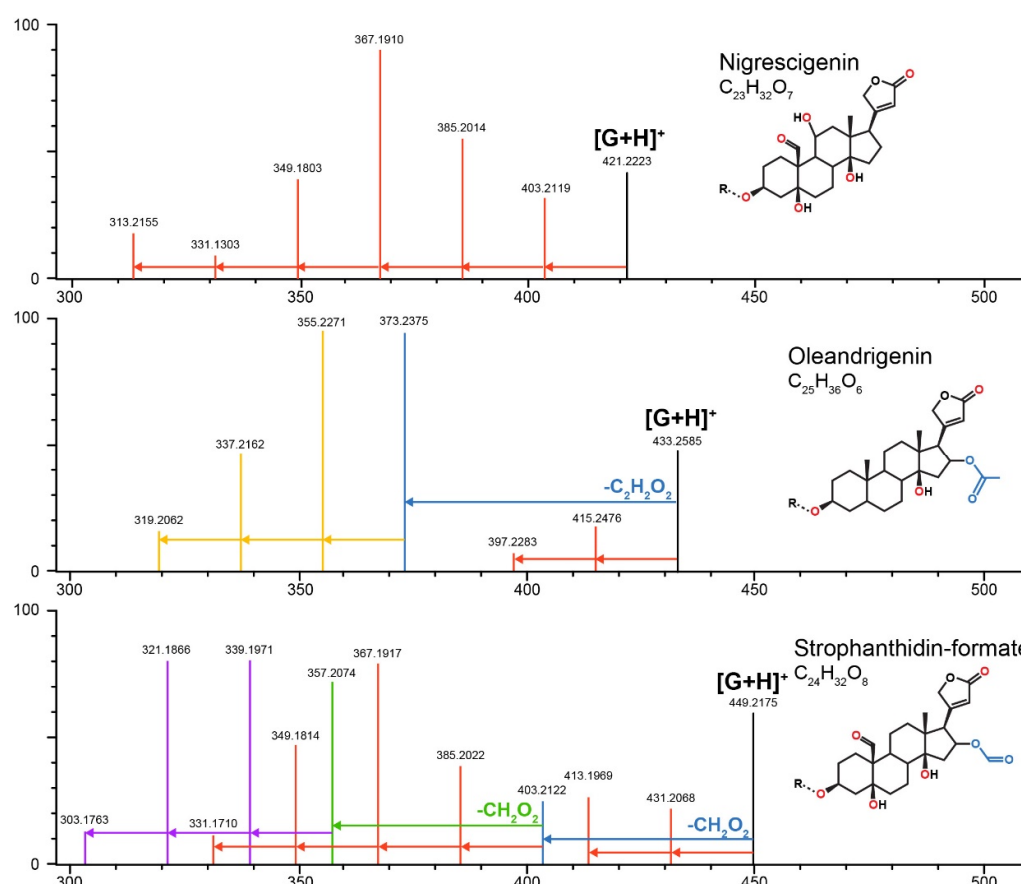 100
367.1910
Nigrescigenin
C23H32O7
O
O
HO
O
385.2014
[G+H]+
421.2223
349.1803
403.2119
OH
R
O
OH
313.2155
331.1303
0
300
350
400
450
500
100
355.2271
373.2375
Oleandrigenin
C25H36O6
O
O
[G+H]+
433.2585
337.2162
O
-C2H2O2
O
OH
R
O
319.2062
415.2476
397.2283
0
300
350
400
450
500
100
321.1866
339.1971
367.1917
357.2074
Strophanthidin-formate
C24H32O8
[G+H]+
449.2175
O
O
349.1814
385.2022
O
O
O
403.2122
413.1969
431.2068
OH
R
O
OH
-CH2O2
-CH2O2
303.1763
331.1710
0
300
350
400
450
500